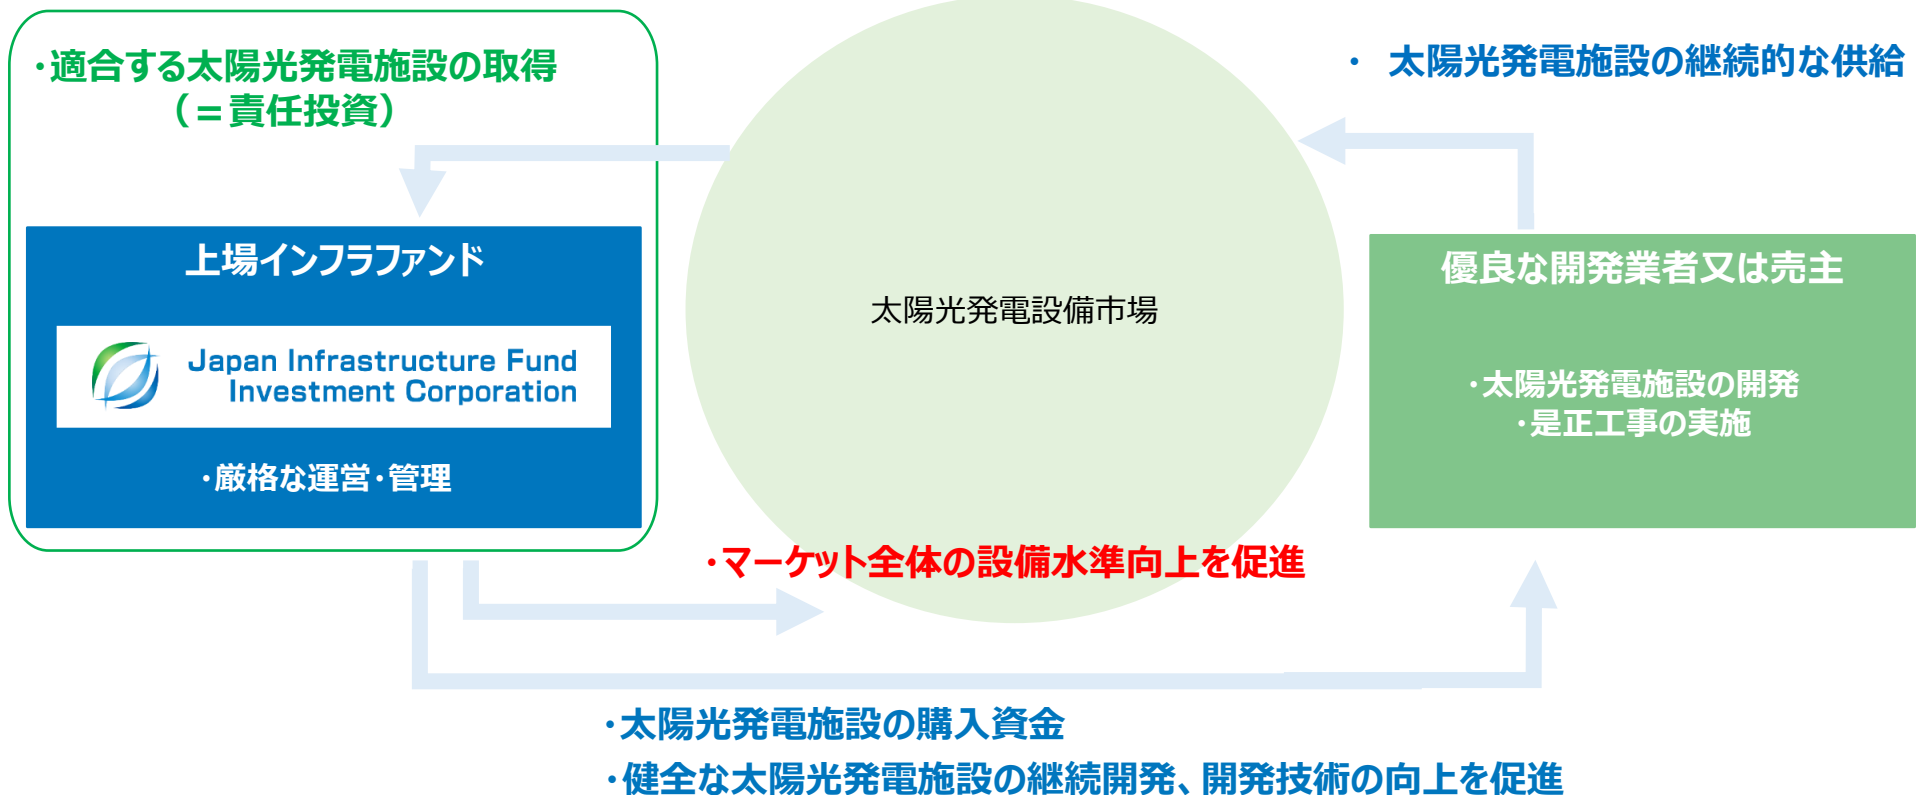 ・適合する太陽光発電施設の取得
（＝責任投資）
・ 太陽光発電施設の継続的な供給
上場インフラファンド
Japan Infrastructure Fund
Investment Corporation
・厳格な運営・管理
太陽光発電設備市場
優良な開発業者又は売主
・太陽光発電施設の開発
・是正工事の実施
・マーケット全体の設備水準向上を促進
・太陽光発電施設の購入資金
・健全な太陽光発電施設の継続開発、開発技術の向上を促進